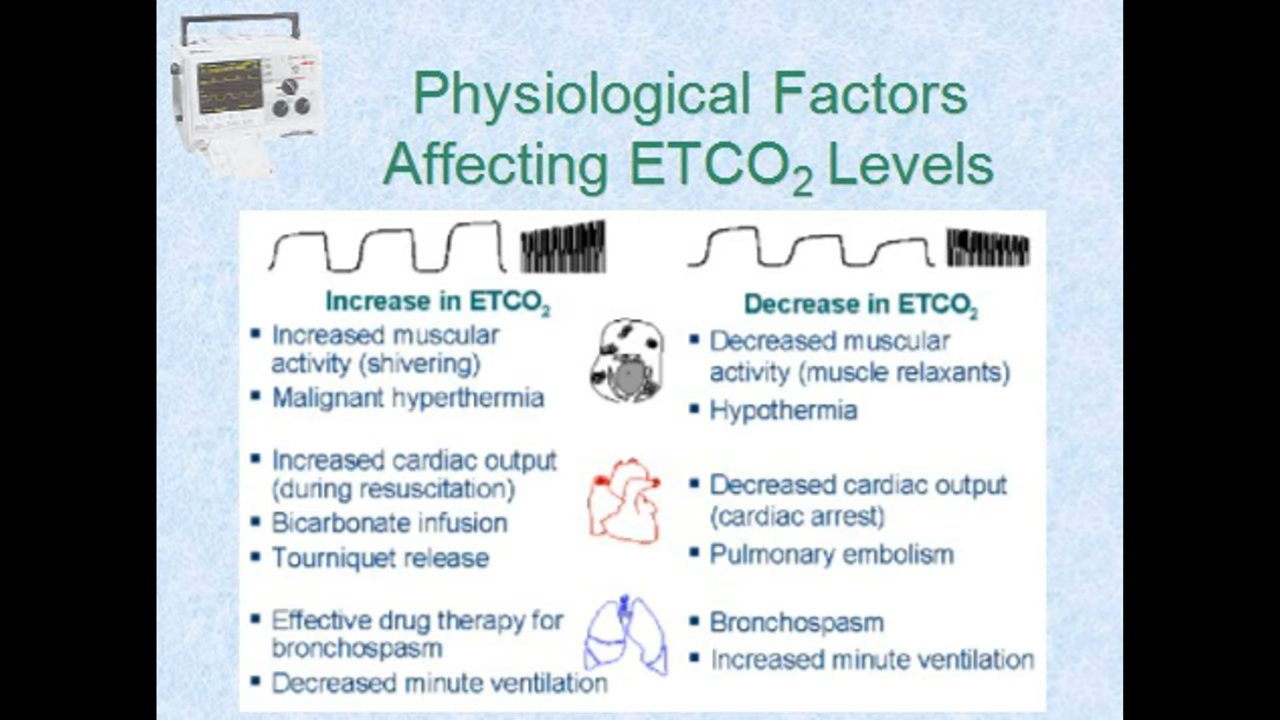 Physiological Factors
Affecting ETCO₂ Levels
Increase in ETCO₂
▪ Increased muscular
activity (shivering)
▪ Malignant hyperthermia
▪ Increased cardiac output
(during resuscitation)
▪ Bicarbonate infusion
▪ Tourniquet release
▪ Effective drug therapy for
bronchospasm
▪ Decreased minute ventilation
Decrease in ETCO₂
▪ Decreased muscular
activity (muscle relaxants)
▪ Hypothermia
▪ Decreased cardiac output
(cardiac arrest)
▪ Pulmonary embolism
▪ Bronchospasm
▪ Increased minute ventilation